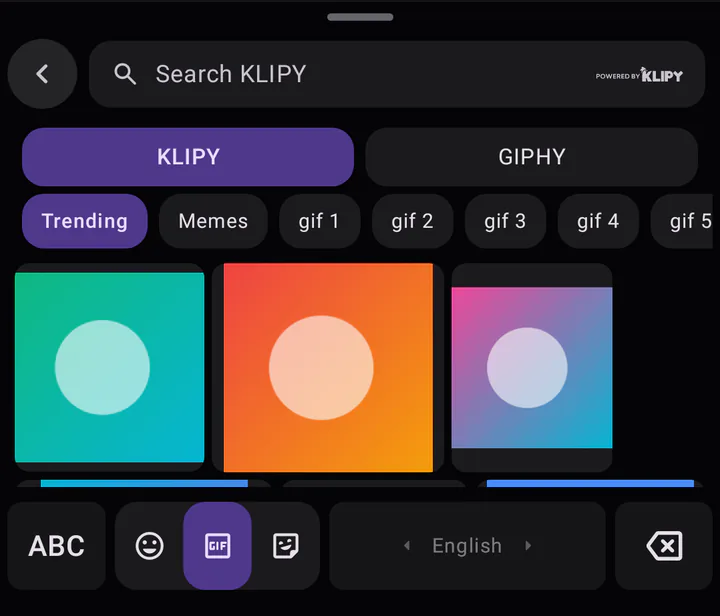 Search KLIPY POWERED BY KLIPY
KLIPY GIPHY
Trending Memes gif 1 gif 2 gif 3 gif 4 gif 5
ABC GIF English